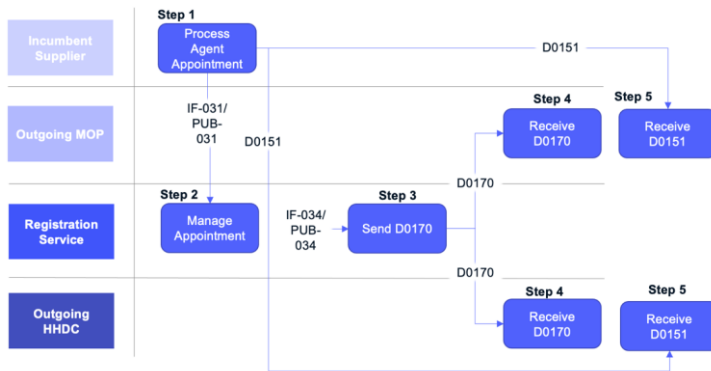 Step 1
Incumbent
Supplier
Process
Agent
Appointment
D0151
IF-031/
PUB-
031
D0151
Outgoing MOP
Step 4
Receive
D0170
Step 5
Receive
D0151
D0170
Registration
Service
Step 2
Manage
Appointment
IF-034/
PUB-
034
Step 3
Send D0170
D0170
Outgoing
HHDC
Step 4
Receive
D0170
Step 5
Receive
D0151